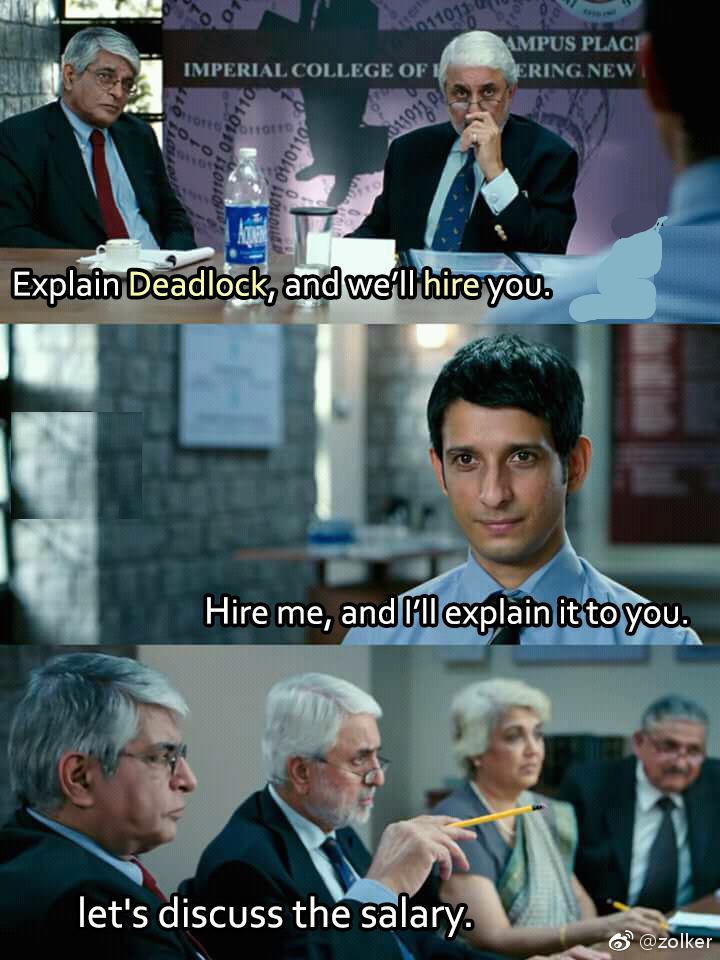 AMPUS PLAC
IMPERIAL COLLEGE OF
ERING NEW
AQUAFINA
Explain Deadlock, and we'll hire you.
Hire me, and I'll explain it to you.
let's discuss the salary.
@zolker